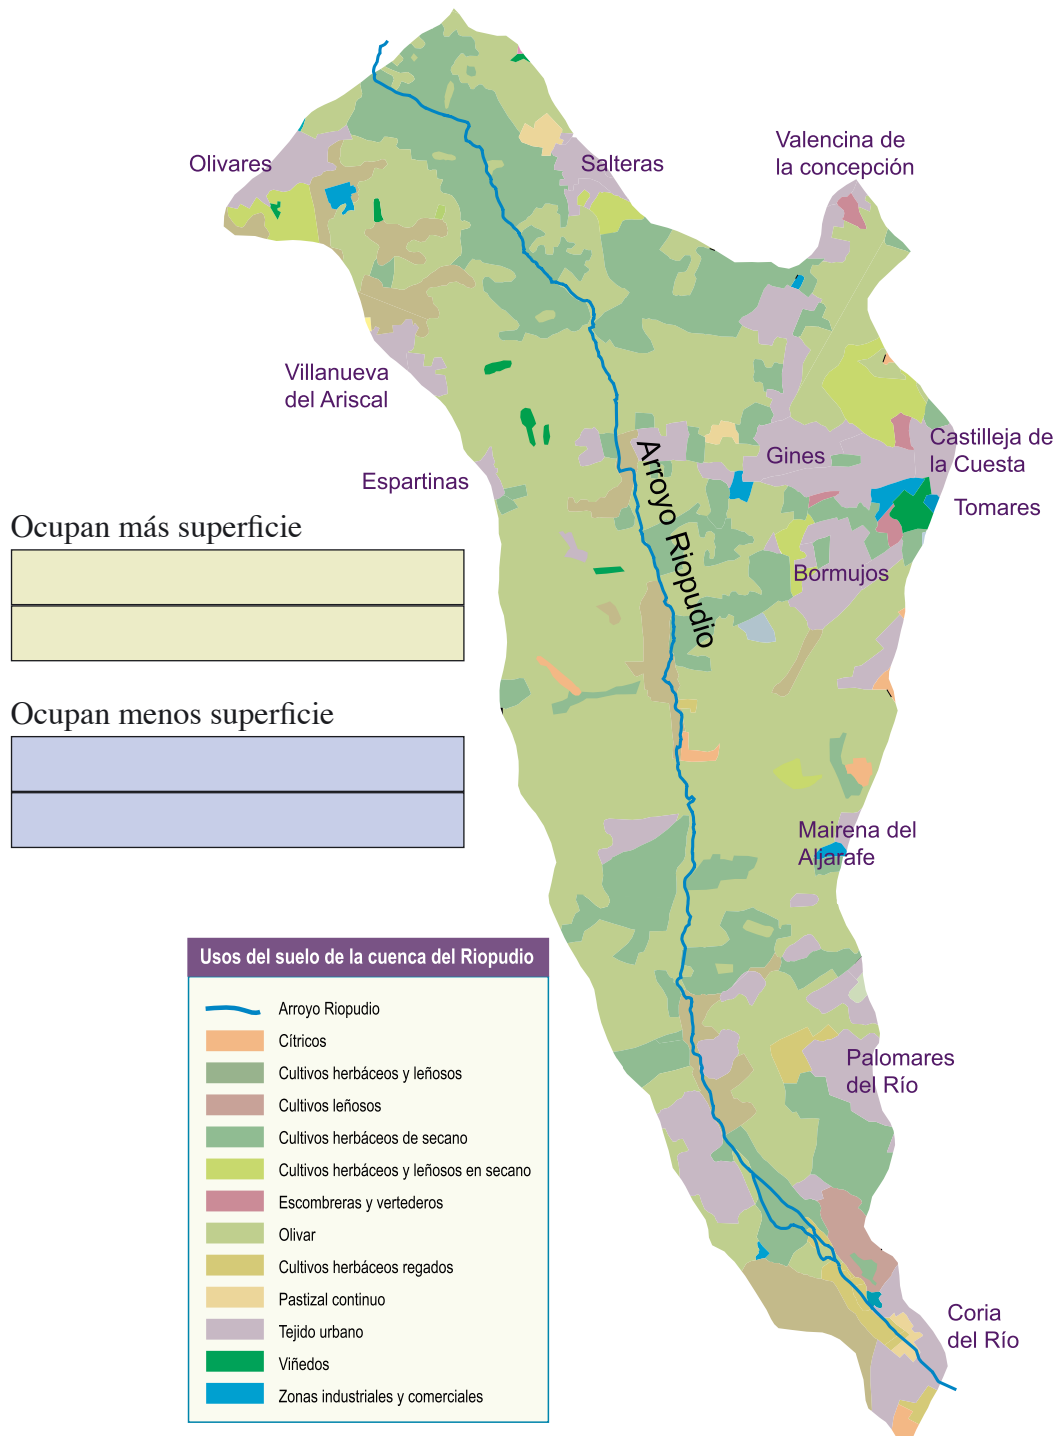 Olivares
Salteras
Valencina de
la concepción
Villanueva
del Ariscal
Espartinas
Gines
Castilleja de
la Cuesta
Tomares
Arroyo Riopudio
Bormujos
Ocupan más superficie
Ocupan menos superficie
Mairena del
Aljarafe
Palomares
del Río
Coria
del Río
Usos del suelo de la cuenca del Riopudio
Arroyo Riopudio
Cítricos
Cultivos herbáceos y leñosos
Cultivos leñosos
Cultivos herbáceos de secano
Cultivos herbáceos y leñosos en secano
Escombreras y vertederos
Olivar
Cultivos herbáceos regados
Pastizal continuo
Tejido urbano
Viñedos
Zonas industriales y comerciales